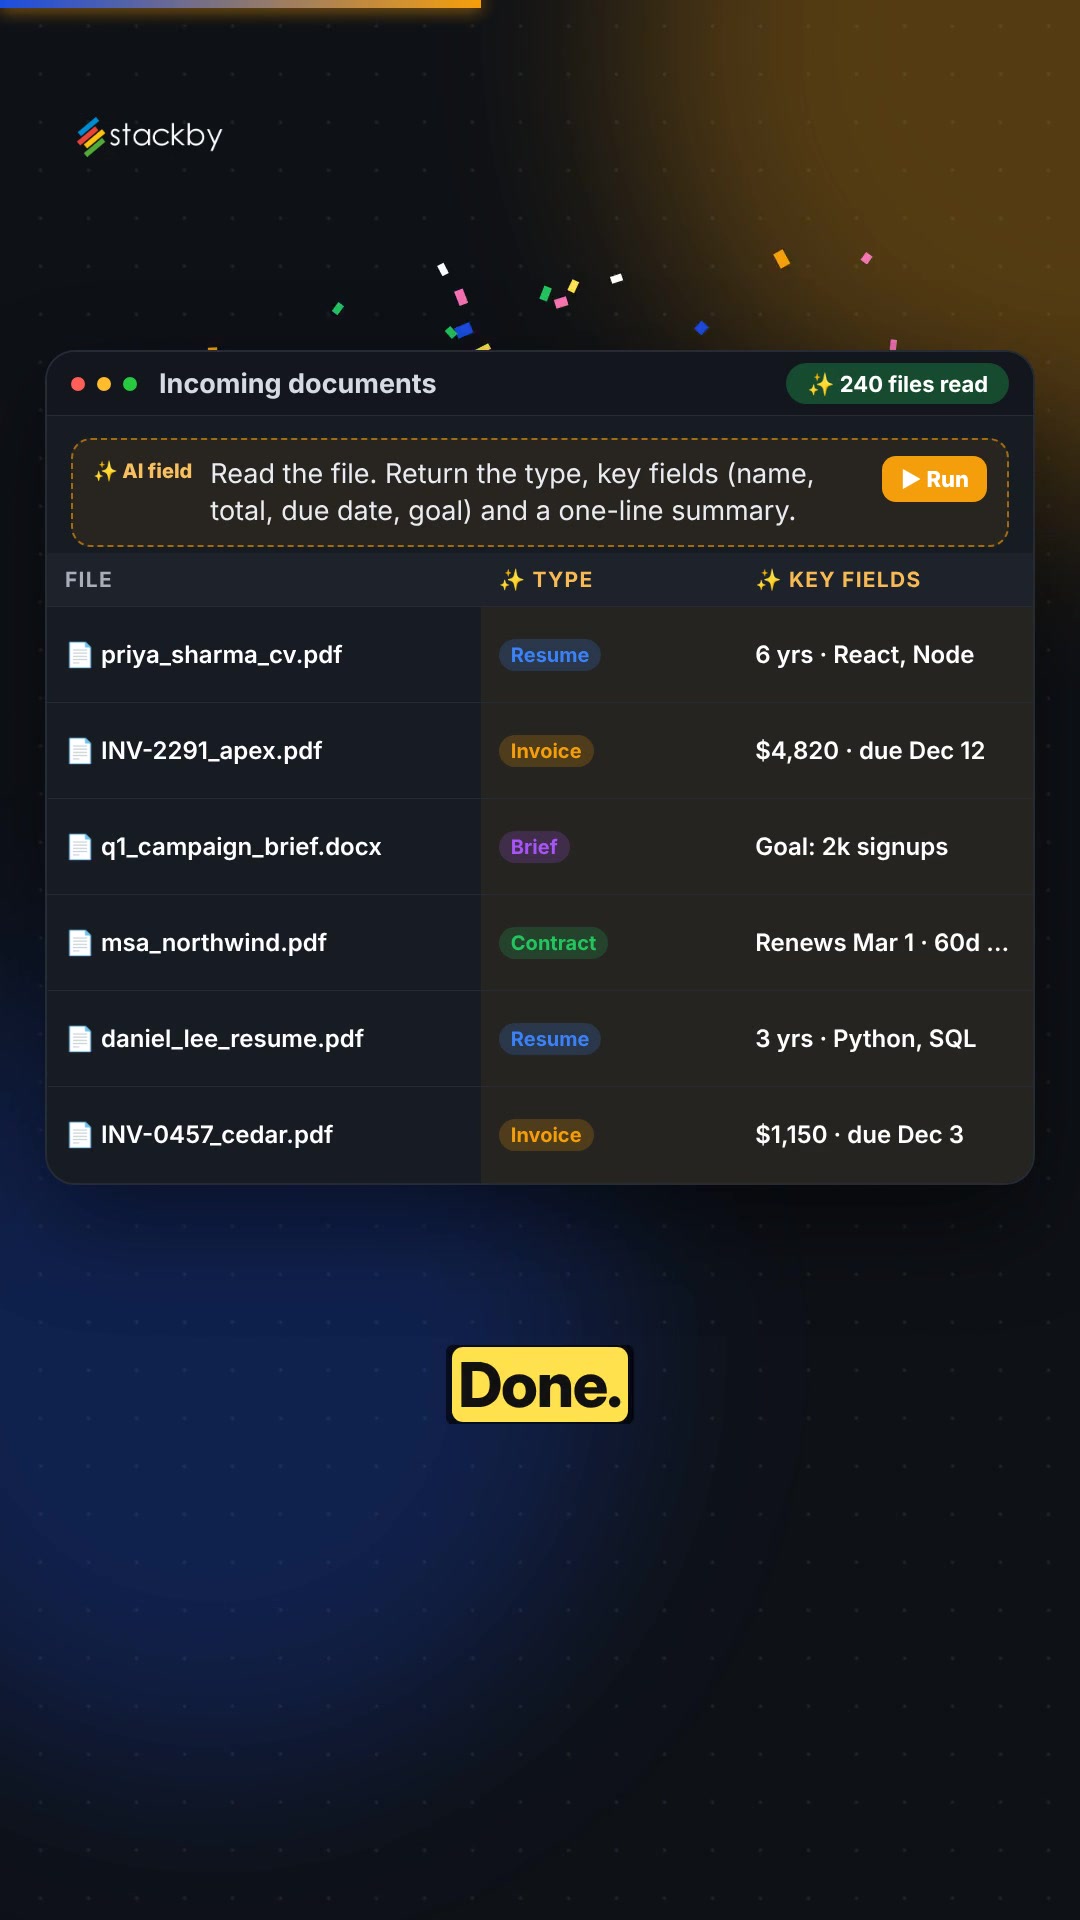 stackby
Incoming documents
✨ 240 files read
✨ AI field
Read the file. Return the type, key fields (name,
total, due date, goal) and a one-line summary.
▶ Run
FILE
✨ TYPE
✨ KEY FIELDS
priya_sharma_cv.pdf
Resume
6 yrs · React, Node
INV-2291_apex.pdf
Invoice
$4,820 · due Dec 12
q1_campaign_brief.docx
Brief
Goal: 2k signups
msa_northwind.pdf
Contract
Renews Mar 1 · 60d ...
daniel_lee_resume.pdf
Resume
3 yrs · Python, SQL
INV-0457_cedar.pdf
Invoice
$1,150 · due Dec 3
Done.